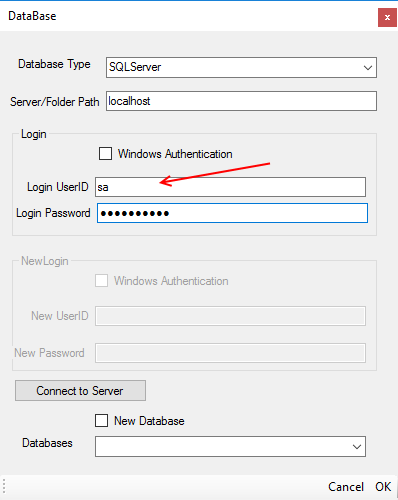 DataBase
x
Database Type SQLServer
Server/Folder Path localhost
Login
Windows Authentication
Login UserID sa
Login Password ●●●●●●●●●●
NewLogin
Windows Authentication
New UserID
New Password
Connect to Server
New Database
Databases
Cancel OK